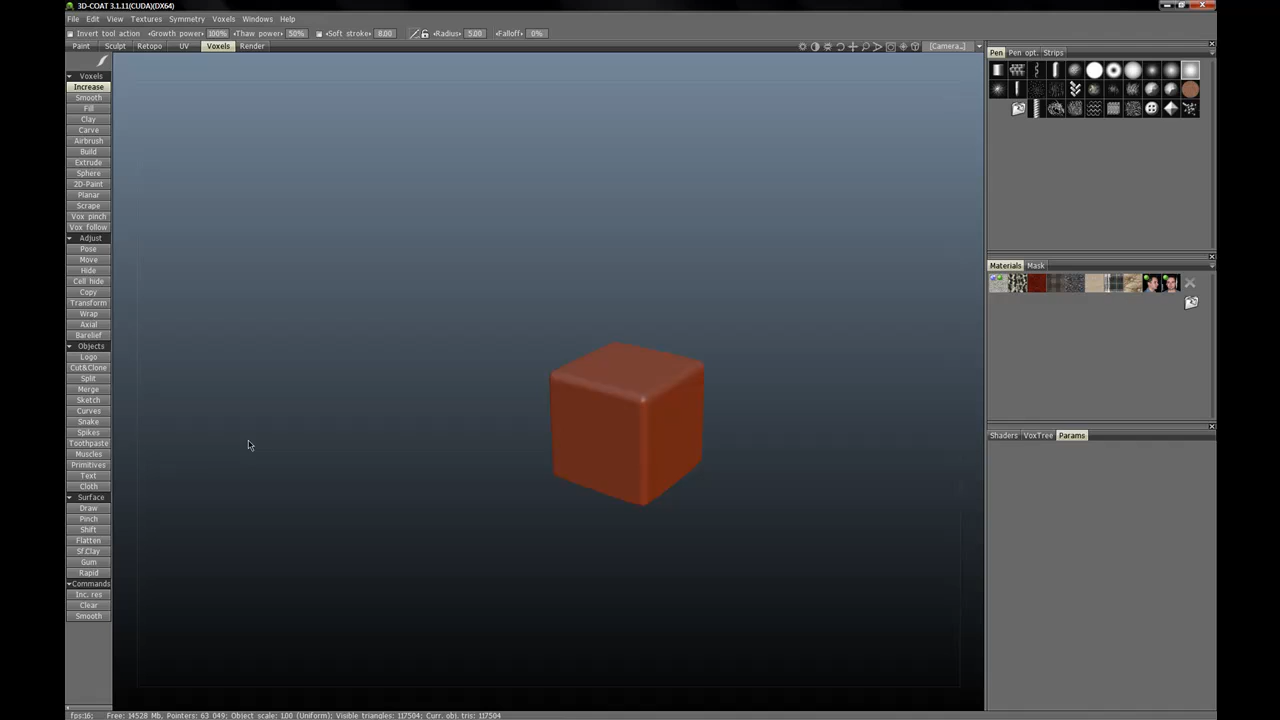 3D-COAT 3.1.11(CUDA)(DX64)
File Edit View Textures Symmetry Voxels Windows Help
Invert tool action Growth power: 100% Thaw power: 50% Soft stroke: 8.00 Radius: 5.00 Falloff: 0%
Paint Sculpt Retopo UV Voxels Render [Camera..]
Pen Pen opt. Strips
Voxels
Increase
Smooth
Fill
Clay
Carve
Airbrush
Build
Extrude
Sphere
2D-Paint
Planar
Scrape
Vox pinch
Vox follow
Adjust
Pose
Move
Hide
Cell hide
Copy
Transform
Wrap
Axial
Barelief
Objects
Logo
Cut&Clone
Split
Merge
Sketch
Curves
Snake
Spikes
Toothpaste
Muscles
Primitives
Text
Cloth
Surface
Draw
Pinch
Shift
Flatten
Sf.Clay
Gum
Rapid
Commands
Inc. res
Clear
Smooth
Materials Mask
Shaders VoxTree Params
fps:16; Free: 14528 Mb, Pointers: 63 049; Object scale: 1.00 (Uniform); Visible triangles: 117504; Curr. obj. tris: 117504